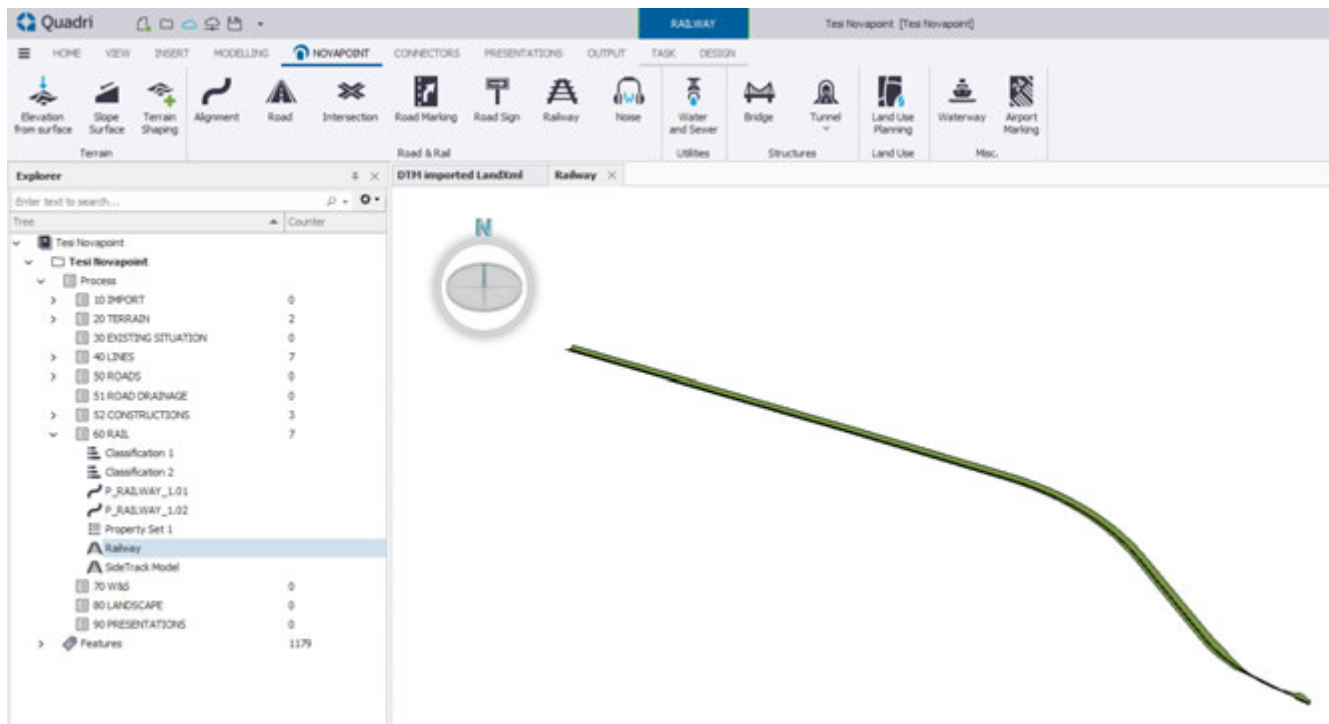 Quadri RAILWAY Tesi Novapoint [Tesi Novapoint]
HOME VIEW INSERT MODELLING NOVAPOINT CONNECTORS PRESENTATIONS OUTPUT TASK DESIGN
Elevation from surface
Slope Surface
Terrain Shaping
Alignment
Road
Intersection
Road Marking
Road Sign
Railway
Noise
Water and Sewer
Bridge
Tunnel
Land Use Planning
Waterway
Airport Marking
Terrain Road & Rail Utilities Structures Land Use Misc.
Explorer
DTM imported LandXml Railway
Enter text to search...
Tree Counter
Tesi Novapoint
Tesi Novapoint
Process
10 IMPORT 0
20 TERRAIN 2
30 EXISTING SITUATION 0
40 LINES 7
50 ROADS 0
51 ROAD DRAINAGE 0
52 CONSTRUCTIONS 3
60 RAIL 7
Classification 1
Classification 2
P_RAILWAY_1.01
P_RAILWAY_1.02
Property Set 1
Railway
SideTrack Model
70 W&S 0
80 LANDSCAPE 0
90 PRESENTATIONS 0
Features 1179
N